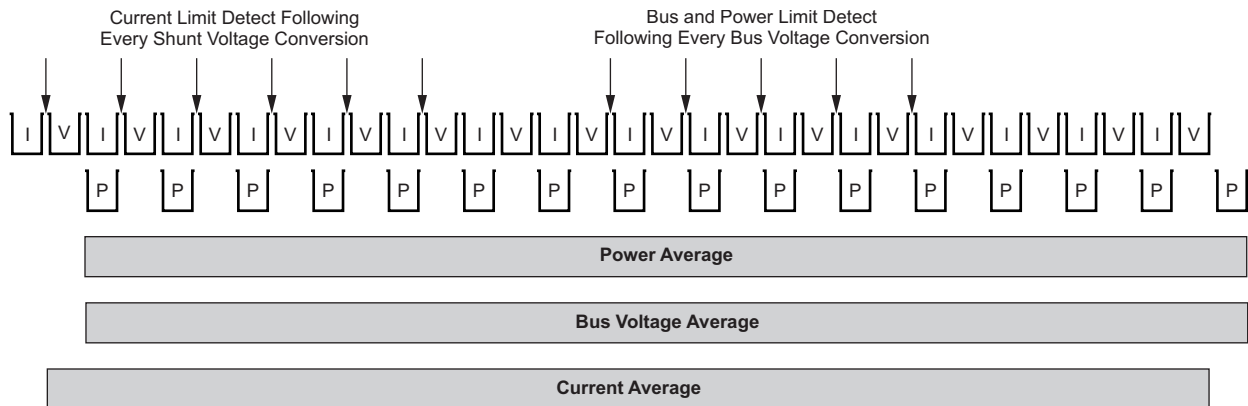 Current Limit Detect Following
Every Shunt Voltage Conversion
Bus and Power Limit Detect
Following Every Bus Voltage Conversion
I V I V I V I V I V I V I V I V I V I V I V I V I V I V I V I V
P P P P P P P P P P P P P P P P
Power Average
Bus Voltage Average
Current Average